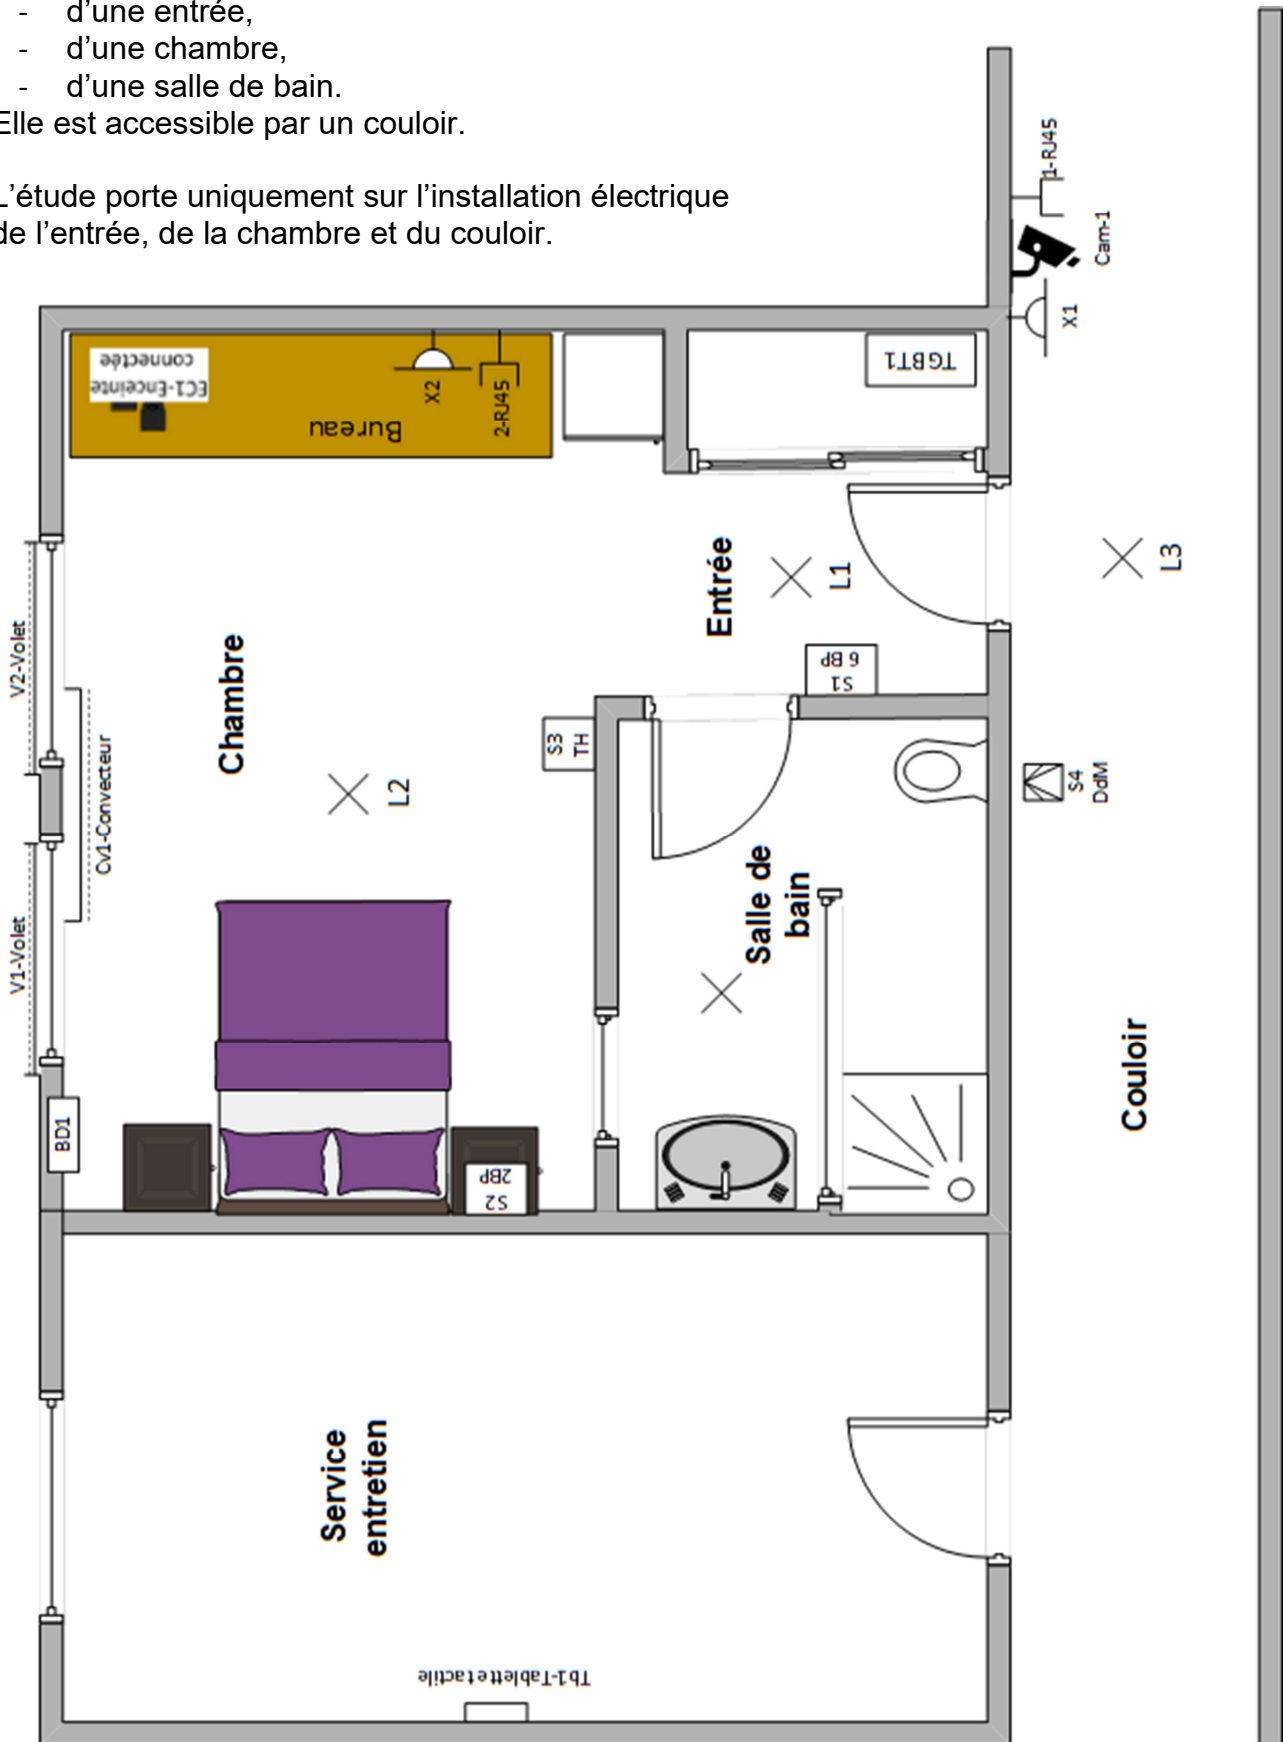 - d’une entrée,
- d’une chambre,
- d’une salle de bain.
Elle est accessible par un couloir.
L’étude porte uniquement sur l’installation électrique
de l’entrée, de la chambre et du couloir.
1-RJ45
Cam-1
X1
EC1-Enceinte
connectée
X2
2-RJ45
Bureau
TGBT1
V2-Volet
Entrée
L1
L3
Chambre
S1
6 BP
S3
TH
Cv1-Convecteur
L2
S4
DdM
V1-Volet
Salle de
bain
Couloir
BD1
S2
2BP
Service
entretien
Tb1-Tablette tactile